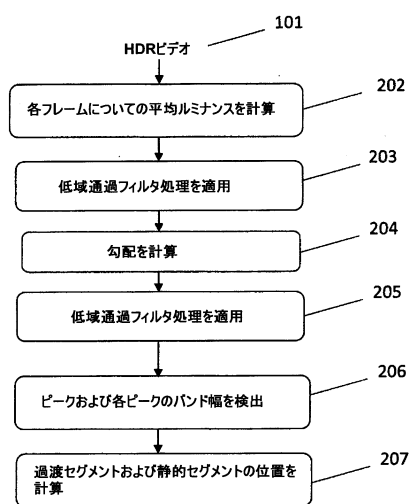 101
HDRビデオ
202
各フレームについての平均ルミナンスを計算
203
低域通過フィルタ処理を適用
204
勾配を計算
205
低域通過フィルタ処理を適用
206
ピークおよび各ピークのバンド幅を検出
207
過渡セグメントおよび静的セグメントの位置を
計算